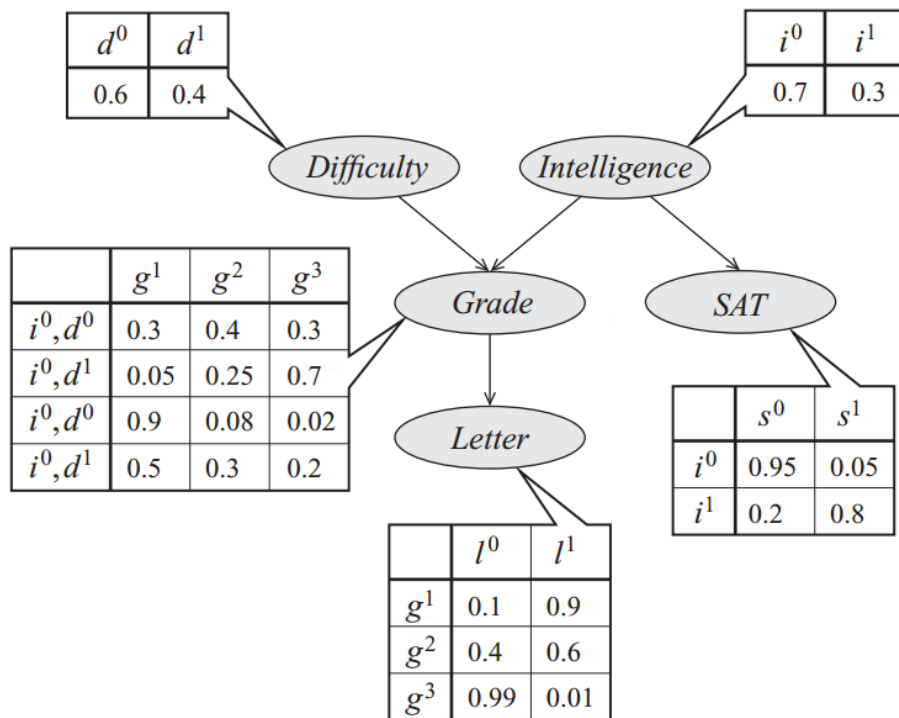 d⁰ d¹
0.6 0.4
i⁰ i¹
0.7 0.3
Difficulty
Intelligence
g¹ g² g³
i⁰,d⁰ 0.3 0.4 0.3
i⁰,d¹ 0.05 0.25 0.7
i⁰,d⁰ 0.9 0.08 0.02
i⁰,d¹ 0.5 0.3 0.2
Grade
SAT
Letter
s⁰ s¹
i⁰ 0.95 0.05
i¹ 0.2 0.8
l⁰ l¹
g¹ 0.1 0.9
g² 0.4 0.6
g³ 0.99 0.01